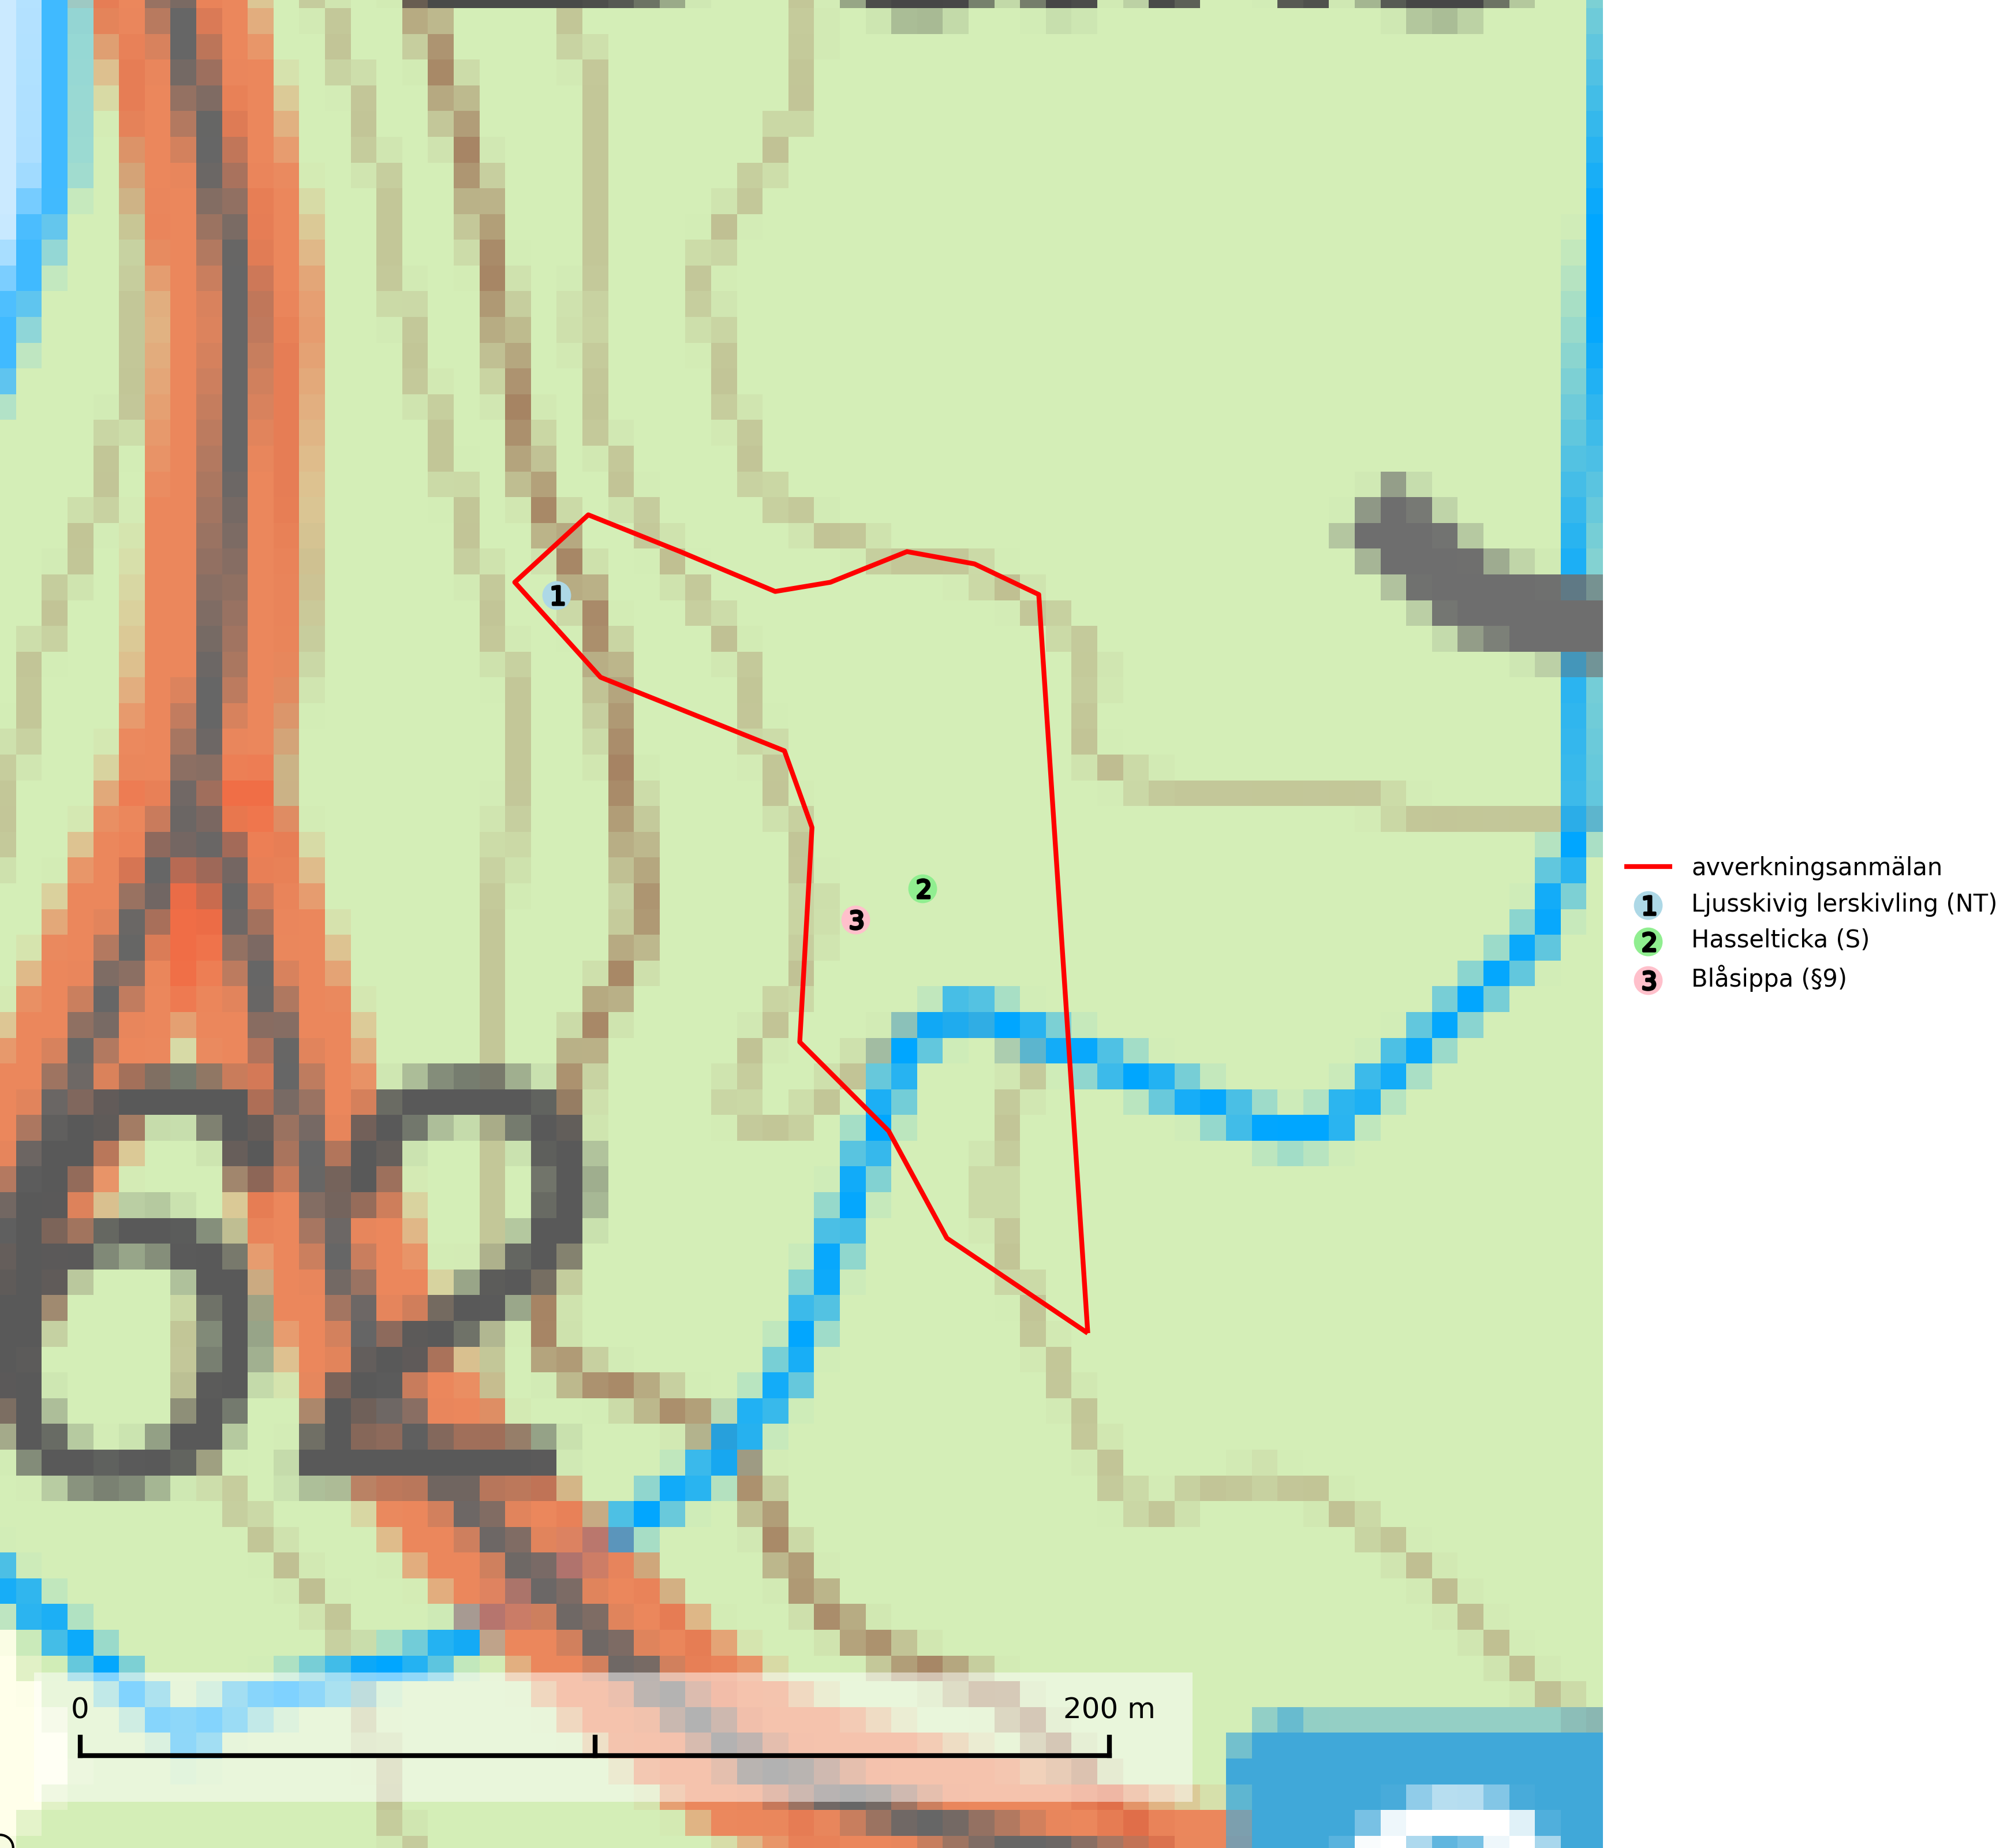 1
2
3
avverkningsanmälan
1 Ljusskivig lerskivling (NT)
2 Hasselticka (S)
3 Blåsippa (§9)
0 200 m